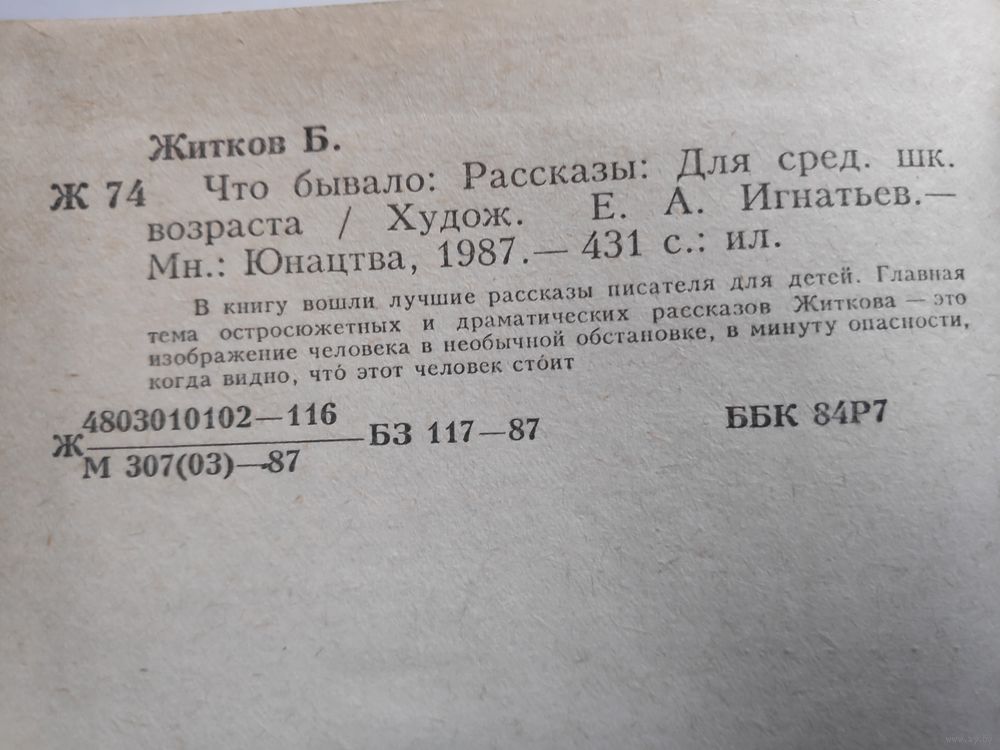 Житков Б.
Ж 74 Что бывало: Рассказы: Для сред. шк.
возраста / Худож. Е. А. Игнатьев.—
Мн.: Юнацтва, 1987.— 431 с.: ил.
В книгу вошли лучшие рассказы писателя для детей. Главная
тема остросюжетных и драматических рассказов Житкова — это
изображение человека в необычной обстановке, в минуту опасности,
когда видно, что́ этот человек сто́ит
Ж 4803010102—116
М 307(03)—87
БЗ 117—87
ББК 84Р7